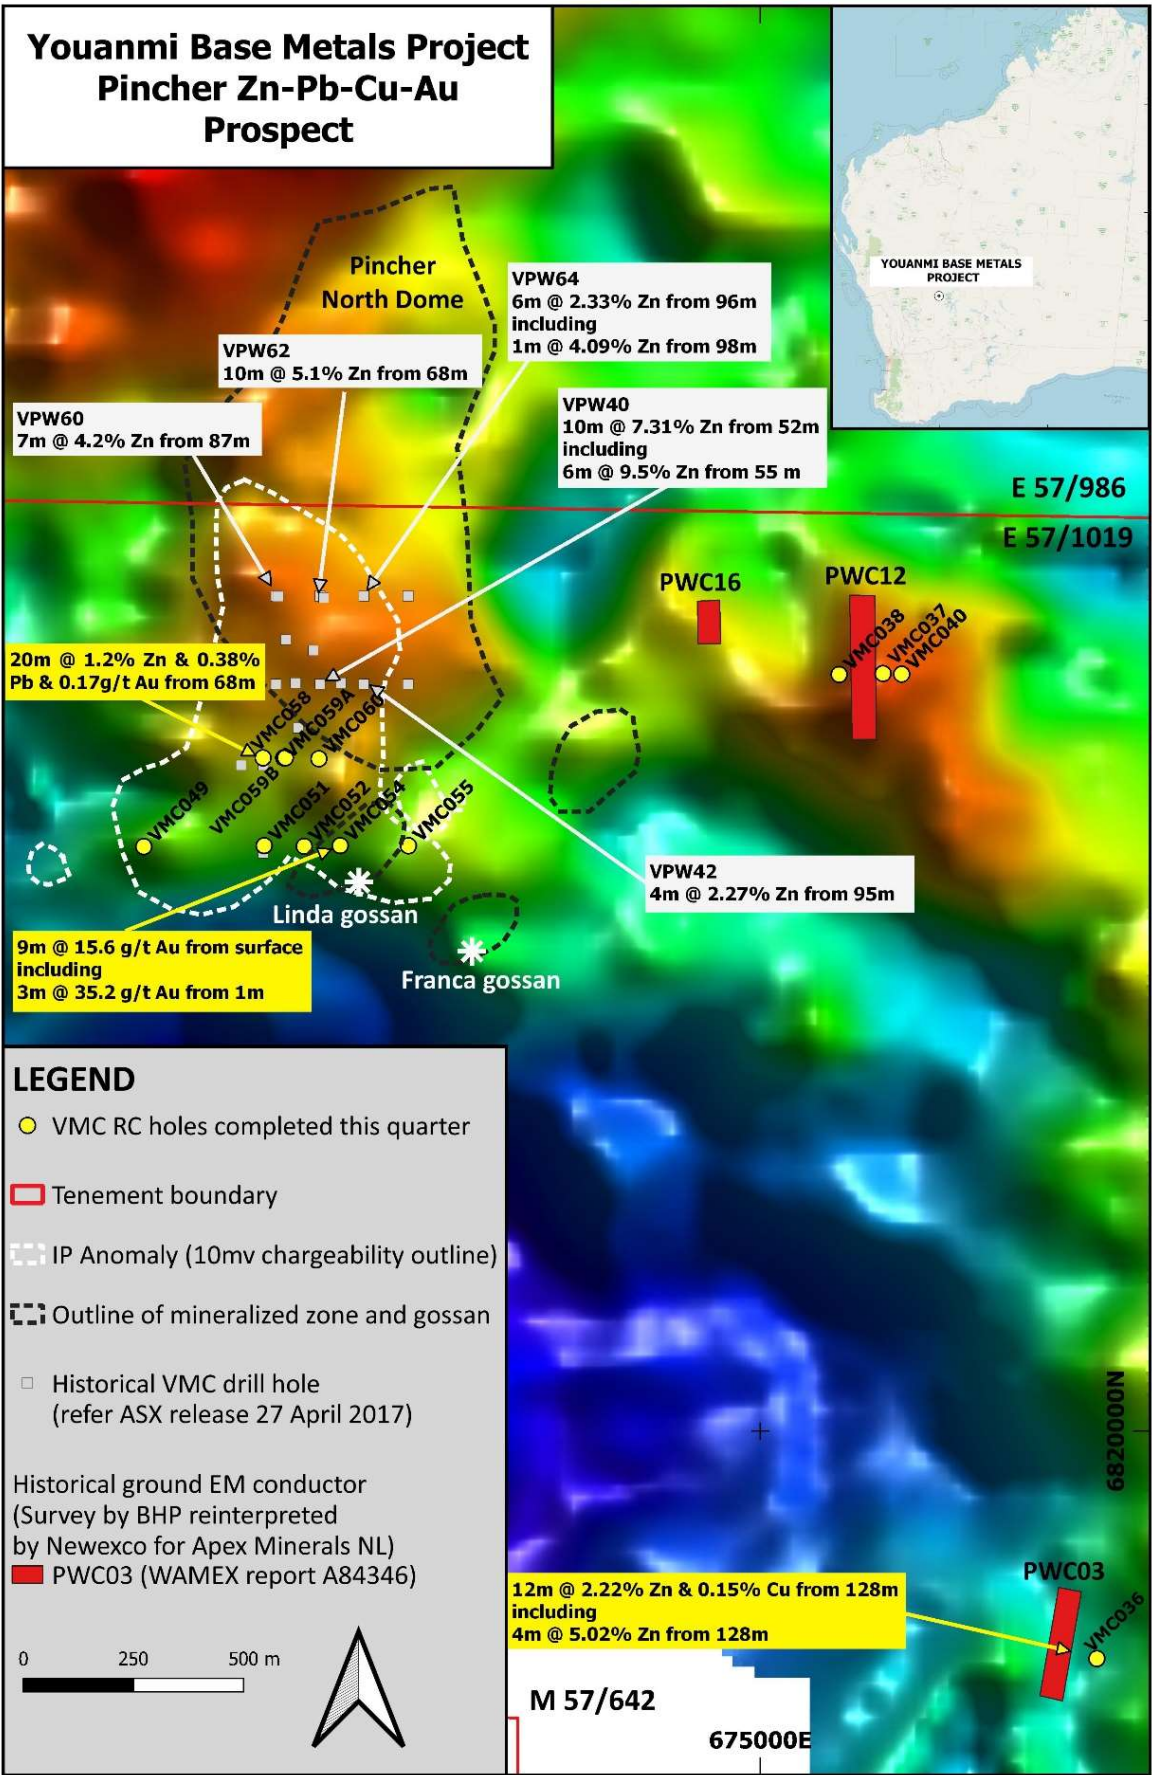 Youanmi Base Metals Project
Pincher Zn-Pb-Cu-Au
Prospect
YOUANMI BASE METALS
PROJECT
Pincher
North Dome
VPW64
6m @ 2.33% Zn from 96m
including
1m @ 4.09% Zn from 98m
VPW62
10m @ 5.1% Zn from 68m
VPW40
10m @ 7.31% Zn from 52m
including
6m @ 9.5% Zn from 55 m
VPW60
7m @ 4.2% Zn from 87m
E 57/986
E 57/1019
PWC16
PWC12
VMC038
VMC037
VMC040
20m @ 1.2% Zn & 0.38%
Pb & 0.17g/t Au from 68m
VMC058
VMC059A
VMC060
VMC049
VMC059B
VMC051
VMC052
VMC054
VMC055
VPW42
4m @ 2.27% Zn from 95m
Linda gossan
Franca gossan
9m @ 15.6 g/t Au from surface
including
3m @ 35.2 g/t Au from 1m
LEGEND
VMC RC holes completed this quarter
Tenement boundary
IP Anomaly (10mv chargeability outline)
Outline of mineralized zone and gossan
Historical VMC drill hole
(refer ASX release 27 April 2017)
Historical ground EM conductor
(Survey by BHP reinterpreted
by Newexco for Apex Minerals NL)
PWC03 (WAMEX report A84346)
0 250 500 m
6820000N
PWC03
VMC036
12m @ 2.22% Zn & 0.15% Cu from 128m
including
4m @ 5.02% Zn from 128m
M 57/642
675000E